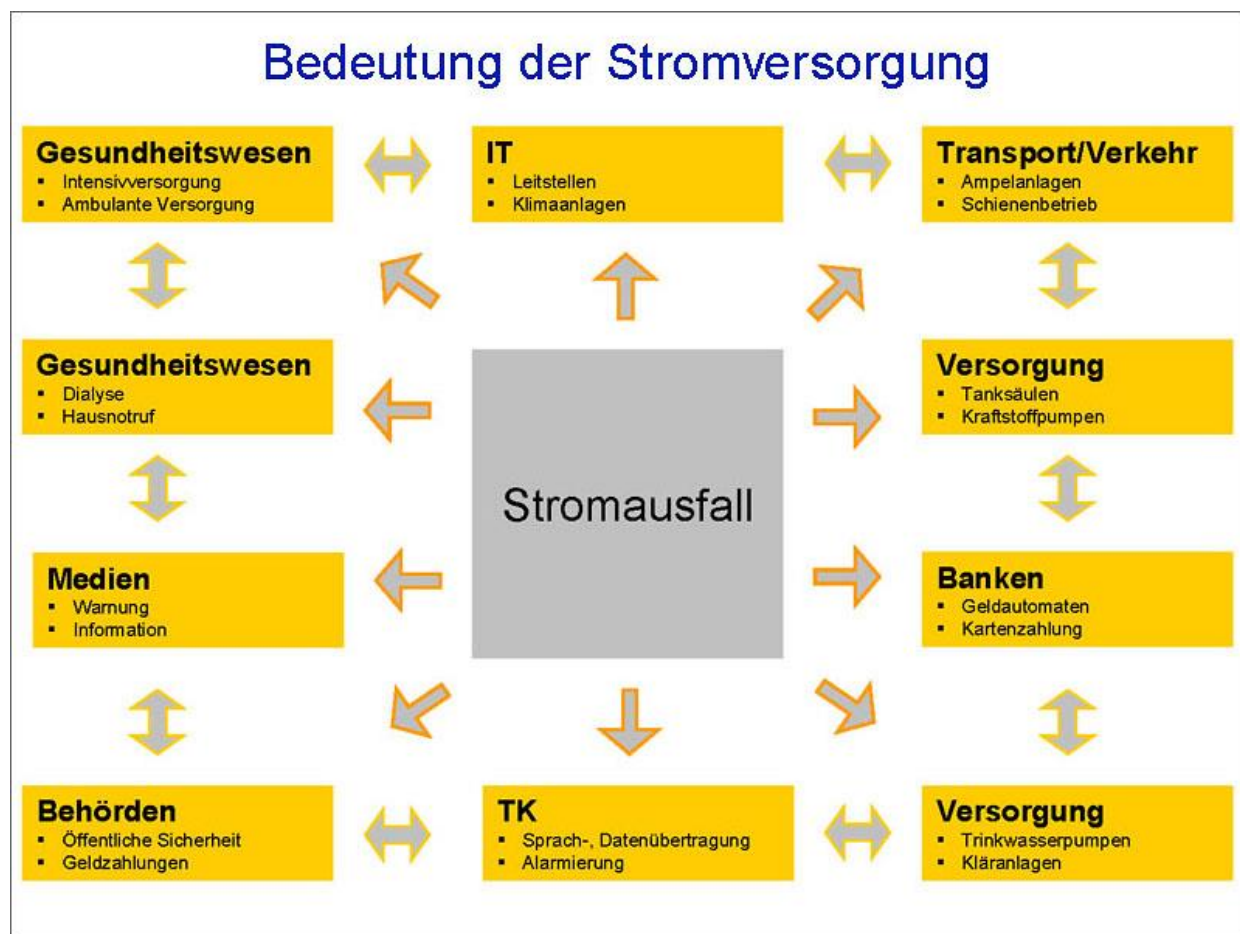 Bedeutung der Stromversorgung
Gesundheitswesen
▪ Intensivversorgung
▪ Ambulante Versorgung
IT
▪ Leitstellen
▪ Klimaanlagen
Transport/Verkehr
▪ Ampelanlagen
▪ Schienenbetrieb
Gesundheitswesen
▪ Dialyse
▪ Hausnotruf
Stromausfall
Versorgung
▪ Tanksäulen
▪ Kraftstoffpumpen
Medien
▪ Warnung
▪ Information
Banken
▪ Geldautomaten
▪ Kartenzahlung
Behörden
▪ Öffentliche Sicherheit
▪ Geldzahlungen
TK
▪ Sprach-, Datenübertragung
▪ Alarmierung
Versorgung
▪ Trinkwasserpumpen
▪ Kläranlagen